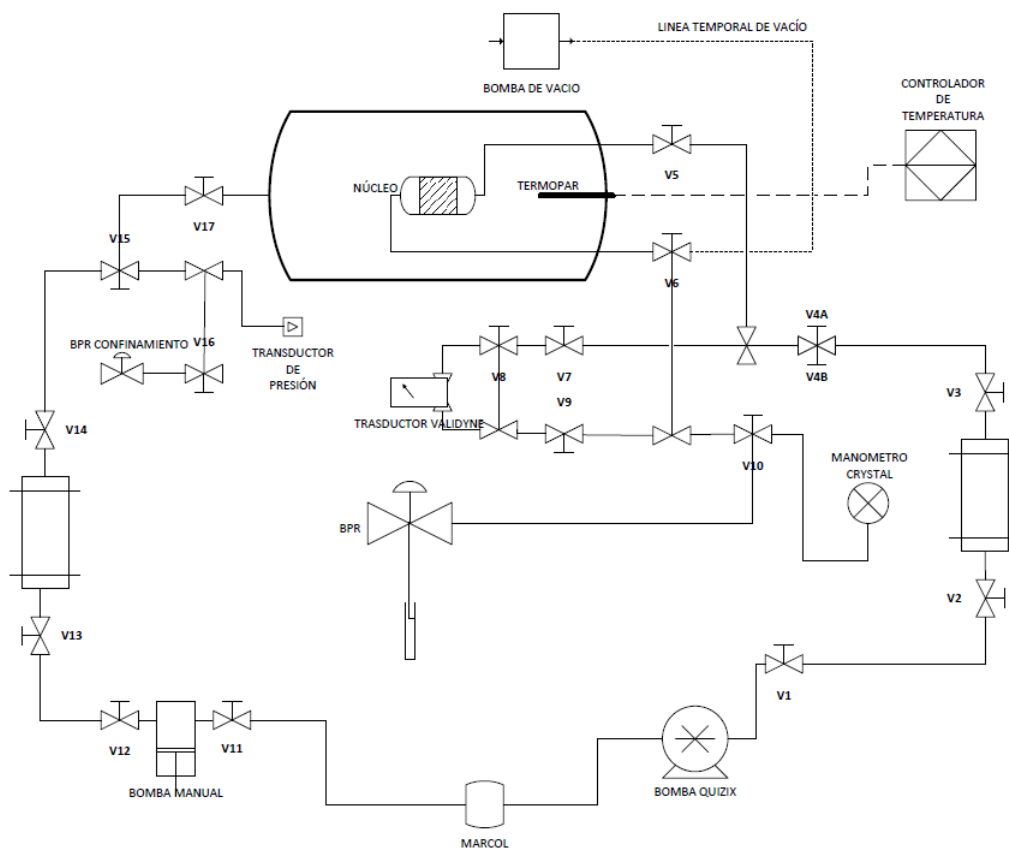 LINEA TEMPORAL DE VACÍO
BOMBA DE VACIO
CONTROLADOR
DE
TEMPERATURA
V5
NÚCLEO
TERMOPAR
V17
V15
V6
V4A
BPR CONFINAMIENTO
V16
TRANSDUCTOR
DE
PRESIÓN
V8
V7
V4B
V3
V9
TRASDUCTOR VALIDYNE
V14
V10
MANOMETRO
CRYSTAL
BPR
V2
V13
V1
V12
V11
BOMBA MANUAL
BOMBA QUIZIX
MARCOL